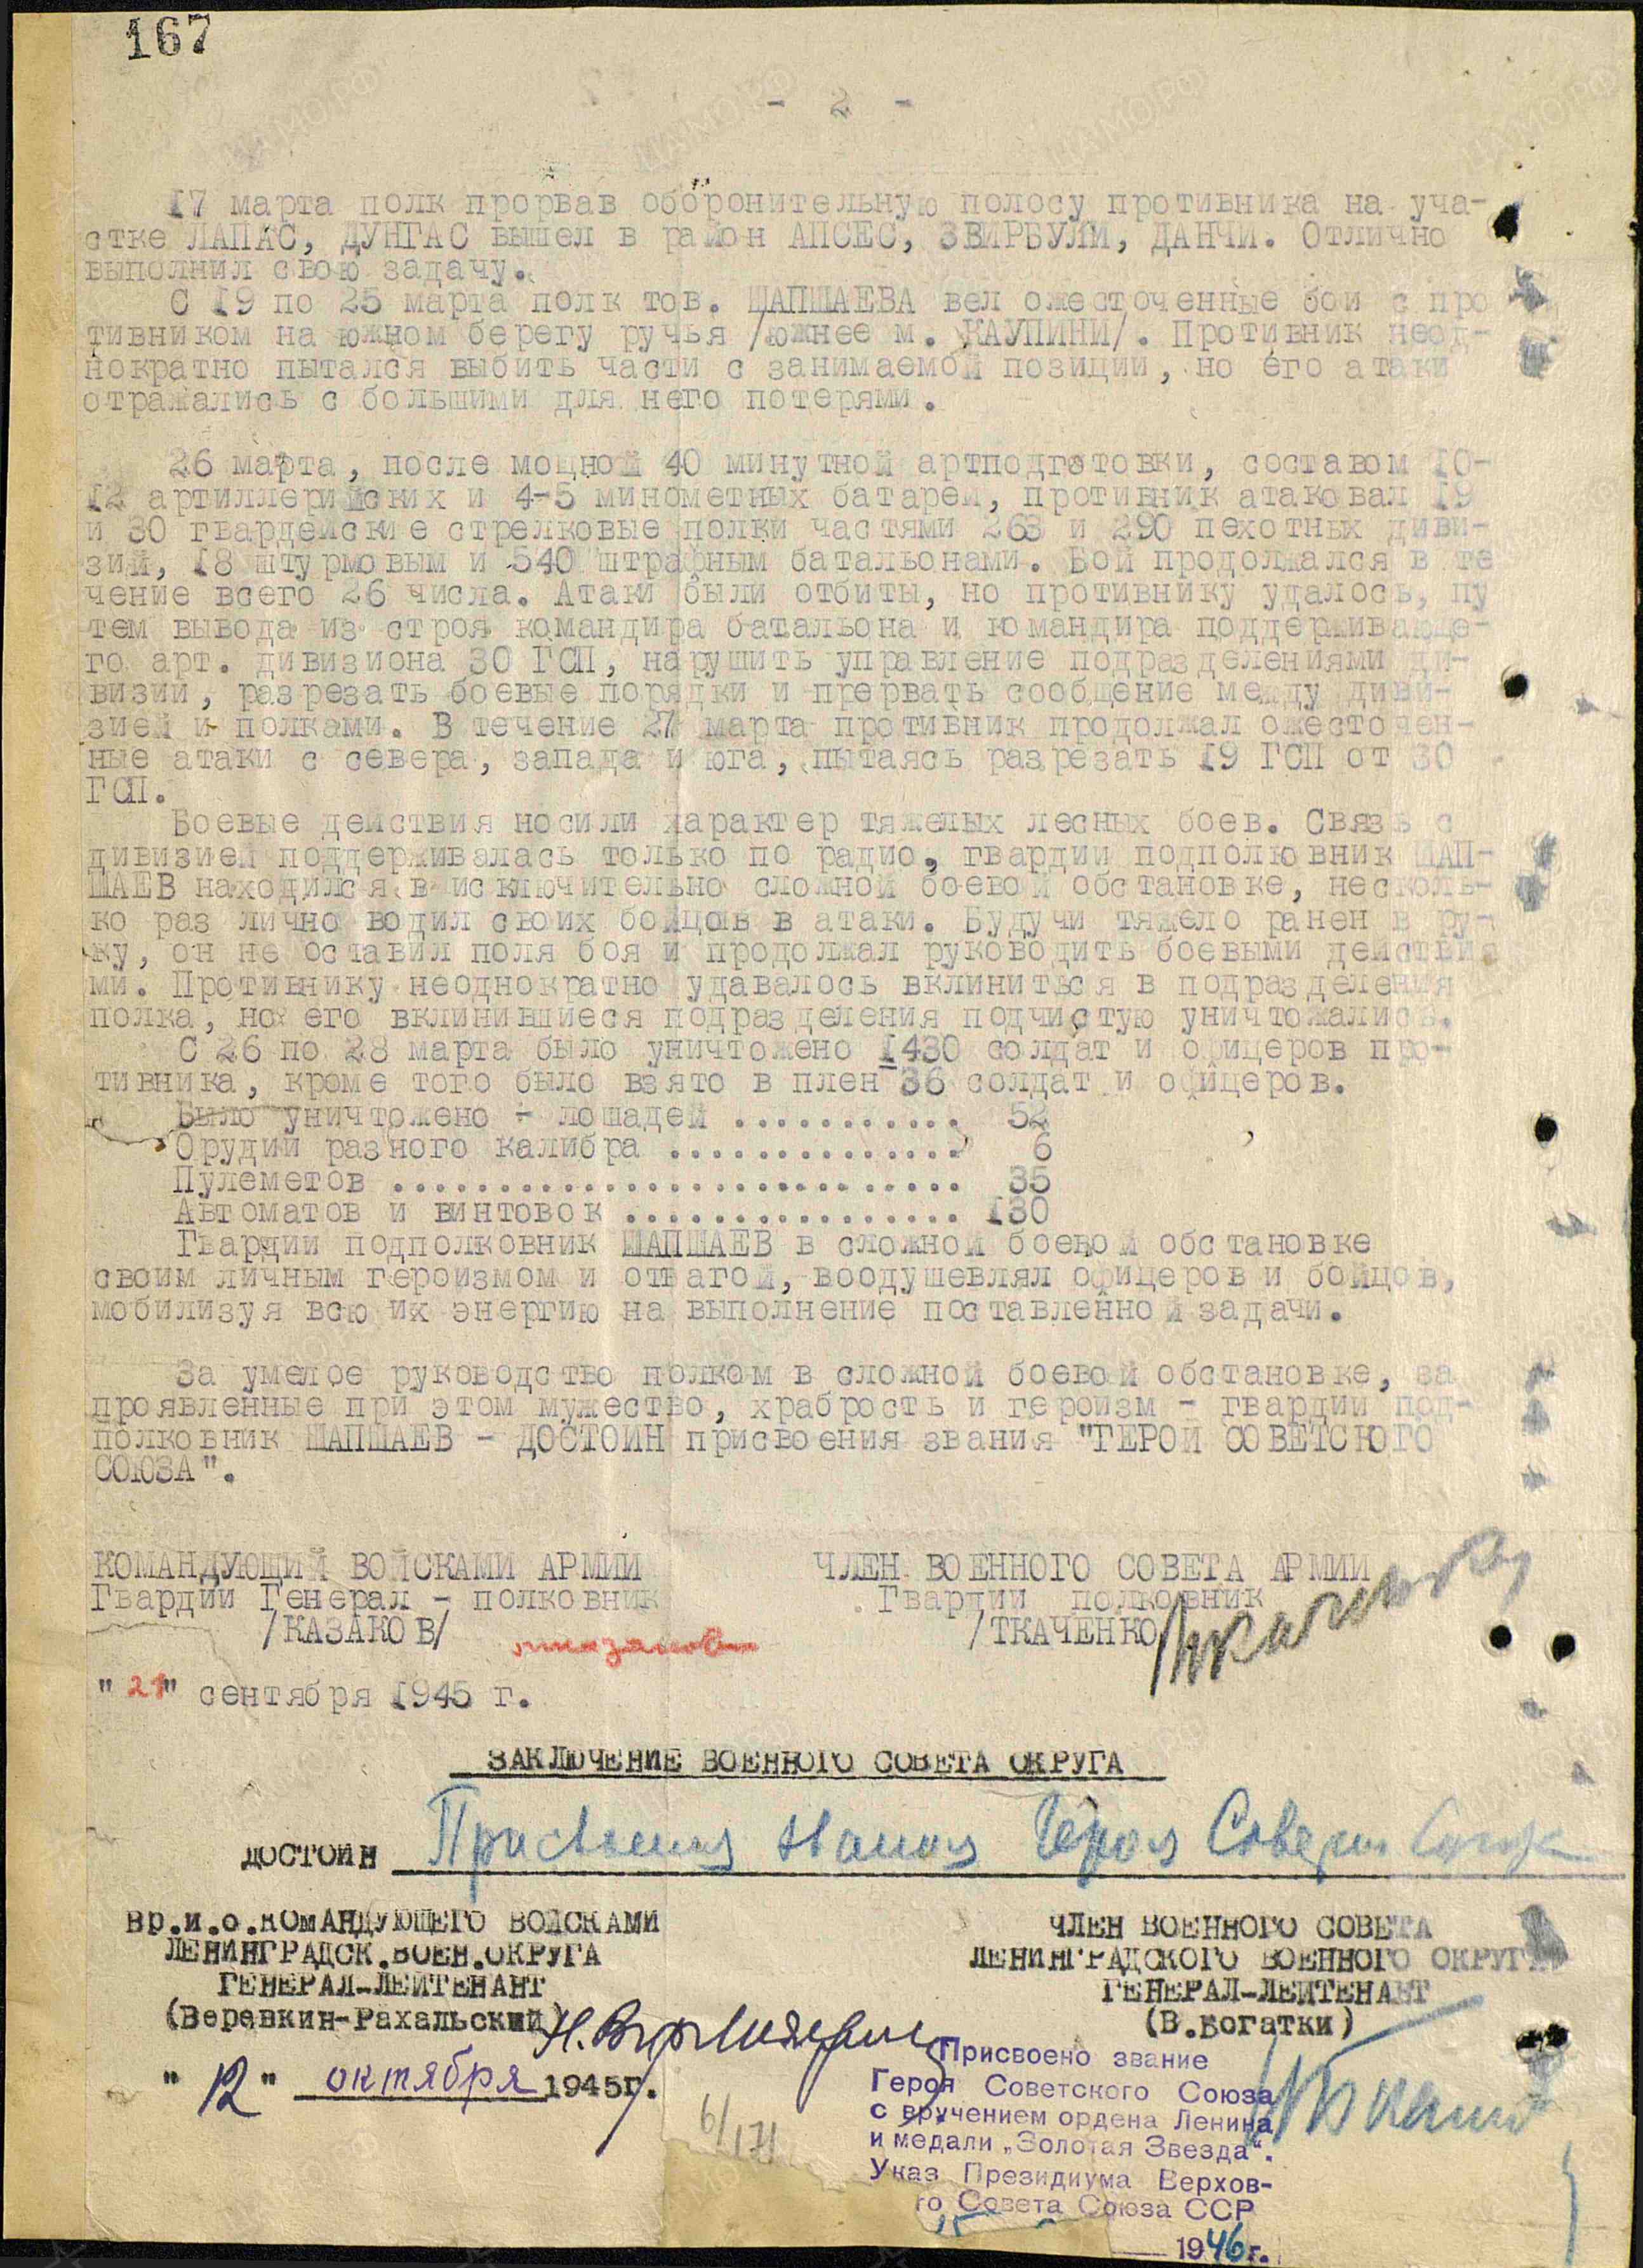 167
- 2 -
17 марта полк прорвав оборонительную полосу противника на уча-
стке ЛАПАС, ДУНГАС вышел в район АПСЕС, ЗВИРБУЛИ, ДАНЧИ. Отлично
выполнил свою задачу.
С 19 по 25 марта полк тов. ШАПШАЕВА вел ожесточенные бои с про
тивником на южном берегу ручья /южнее м. КАУПИНИ/. Противник неод-
нократно пытался выбить части с занимаемой позиции, но его атаки
отражались с большими для него потерями.
26 марта, после мощной 40 минутной артподготовки, составом 10-
12 артиллерийских и 4-5 минометных батарей, противник атаковал 19
и 30 гвардейские стрелковые полки частями 263 и 290 пехотных диви-
зий, 18 штурмовым и 540 штрафным батальонами. Бой продолжался в те
чение всего 26 числа. Атаки были отбиты, но противнику удалось, пу
тем вывода из строя командира батальона и командира поддерживающе-
го арт. дивизиона 30 ГСП, нарушить управление подразделениями ди-
визии, разрезать боевые порядки и прервать сообщение между диви-
зией и полками. В течение 27 марта противник продолжал ожесточен-
ные атаки с севера, запада и юга, пытаясь разрезать 19 ГСП от 30
ГСП.
Боевые действия носили характер тяжелых лесных боев. Связь с
дивизией поддерживалась только по радио, гвардии подполковник ШАП-
ШАЕВ находился в исключительно сложной боевой обстановке, несколь-
ко раз лично водил своих бойцов в атаки. Будучи тяжело ранен в ру-
ку, он не оставил поля боя и продолжал руководить боевыми действия
ми. Противнику неоднократно удавалось вклиниться в подразделения
полка, но его вклинившиеся подразделения подчистую уничтожались.
С 26 по 28 марта было уничтожено 1430 солдат и офицеров про-
тивника, кроме того было взято в плен 36 солдат и офицеров.
Было уничтожено - лошадей ........... 52
Орудий разного калибра .............. 6
Пулеметов ........................... 35
Автоматов и винтовок ................ 130
Гвардии подполковник ШАПШАЕВ в сложной боевой обстановке
своим личным героизмом и отвагой, воодушевлял офицеров и бойцов,
мобилизуя всю их энергию на выполнение поставленной задачи.
За умелое руководство полком в сложной боевой обстановке, за
проявленные при этом мужество, храбрость и героизм - гвардии под-
полковник ШАПШАЕВ - ДОСТОИН присвоения звания "ГЕРОЙ СОВЕТСКОГО
СОЮЗА".
КОМАНДУЮЩИЙ ВОЙСКАМИ АРМИИ ЧЛЕН ВОЕННОГО СОВЕТА АРМИИ
Гвардии Генерал - полковник Гвардии полковник
/КАЗАКОВ/ /ТКАЧЕНКО/
"21" сентября 1945 г.
ЗАКЛЮЧЕНИЕ ВОЕННОГО СОВЕТА ОКРУГА
ДОСТОИН Присвоения звания Героя Советск Союза
Вр.и.о.КОМАНДУЮЩЕГО ВОЙСКАМИ ЧЛЕН ВОЕННОГО СОВЕТА
ЛЕНИНГРАДСК.ВОЕН.ОКРУГА ЛЕНИНГРАДСКОГО ВОЕННОГО ОКРУГА
ГЕНЕРАЛ-ЛЕЙТЕНАНТ ГЕНЕРАЛ-ЛЕЙТЕНАНТ
(Веревкин-Рахальский) (В.Богатки)
"12" октября 1945г.
Присвоено звание
Героя Советского Союза
с вручением ордена Ленина
и медали „Золотая Звезда“.
Указ Президиума Верхов-
го Совета Союза ССР
1946г.